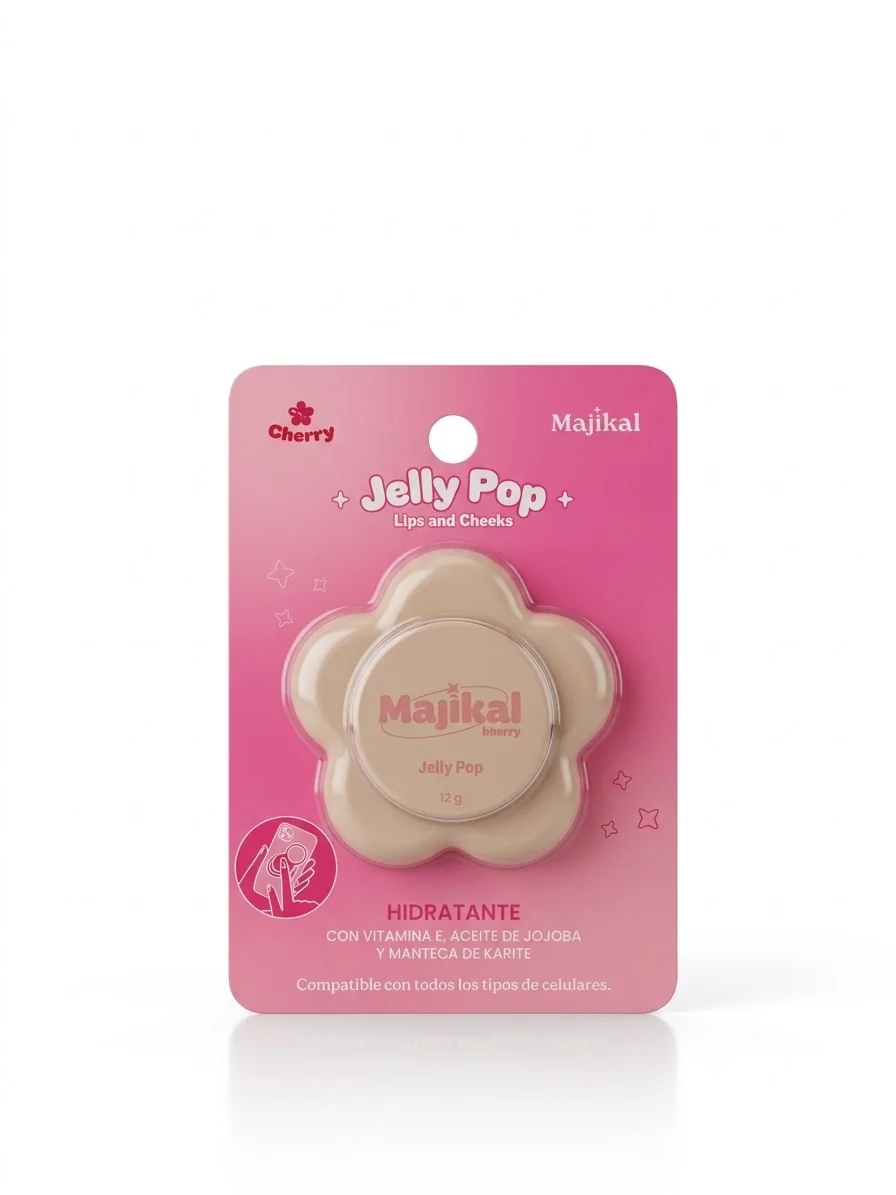 Cherry
Majikal
Jelly Pop
Lips and Cheeks
Majikal
bherry
Jelly Pop
12 g
HIDRATANTE
CON VITAMINA E, ACEITE DE JOJOBA
Y MANTECA DE KARITE
Compatible con todos los tipos de celulares.